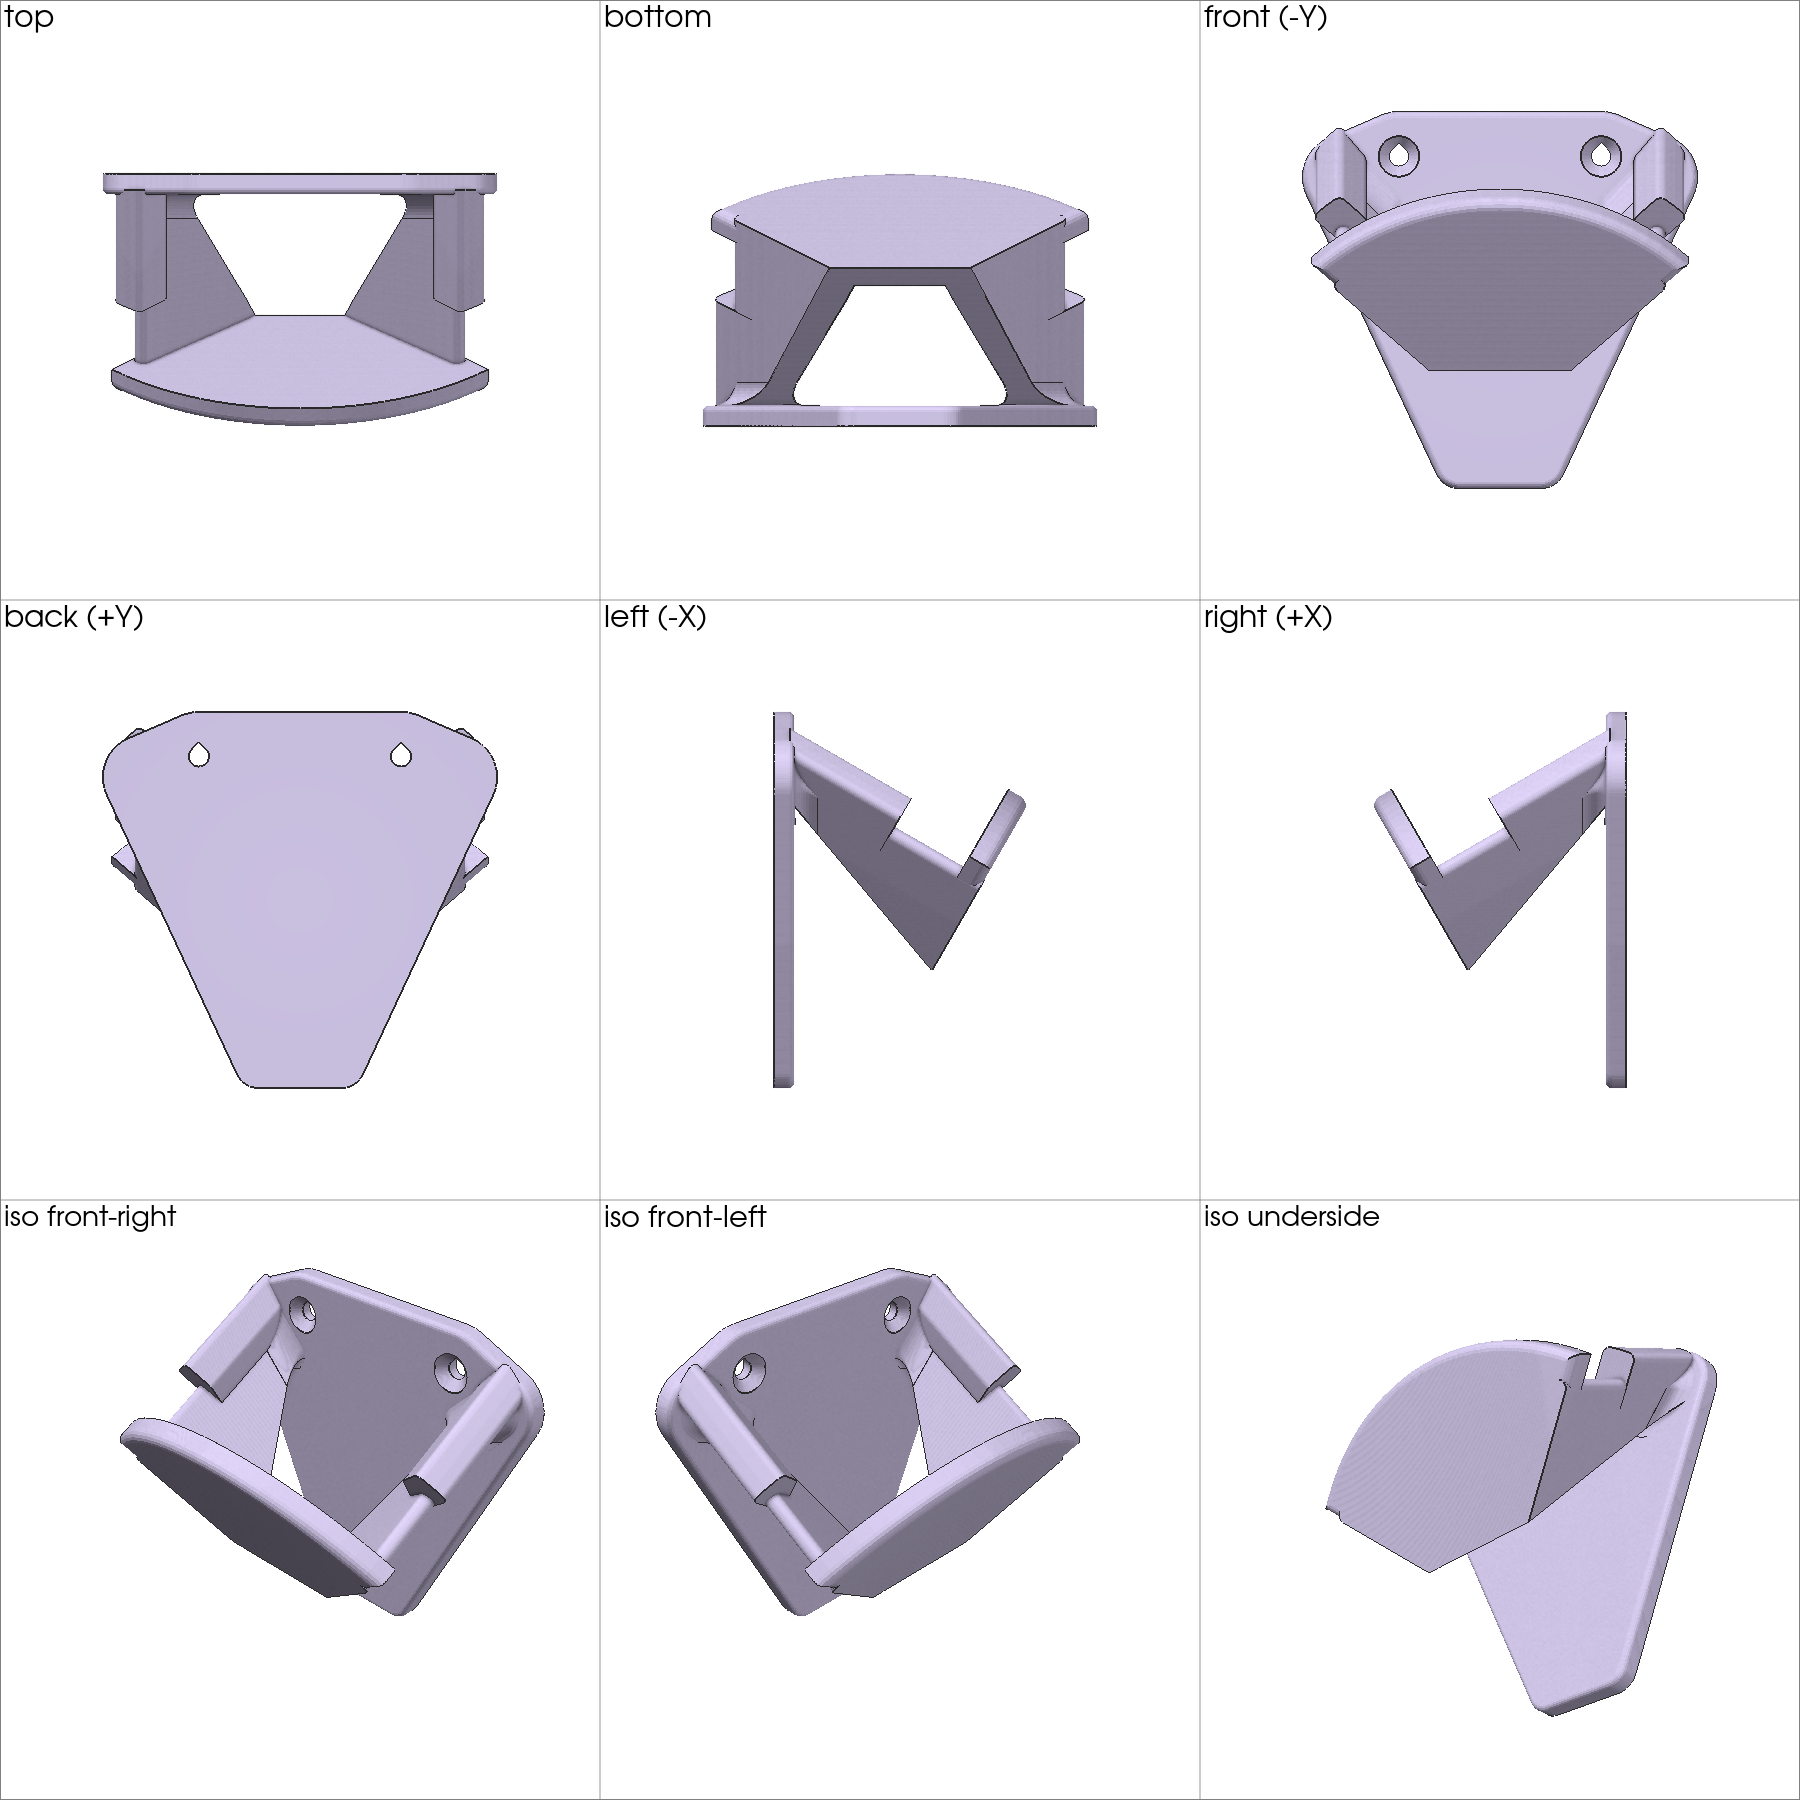 top
bottom
front (-Y)
back (+Y)
left (-X)
right (+X)
iso front-right
iso front-left
iso underside